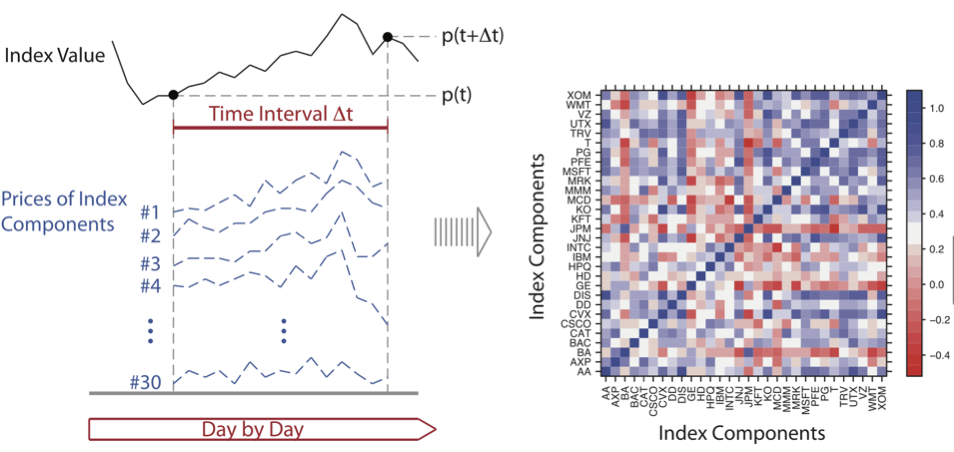 Index Value
p(t+Δt)
p(t)
Time Interval Δt
Prices of Index
Components
#1
#2
#3
#4
#30
Day by Day
Index Components
XOM
WMT
VZ
UTX
TRV
T
PG
PFE
MSFT
MRK
MMM
MCD
KO
KFT
JPM
JNJ
INTC
IBM
HPQ
HD
GE
DIS
DD
CVX
CSCO
CAT
BAC
BA
AXP
AA
AA
AXP
BA
BAC
CAT
CSCO
CVX
DD
DIS
GE
HD
HPQ
IBM
INTC
JNJ
JPM
KFT
KO
MCD
MMM
MRK
MSFT
PFE
PG
T
TRV
UTX
VZ
WMT
XOM
Index Components
1.0
0.8
0.6
0.4
0.2
0.0
−0.2
−0.4